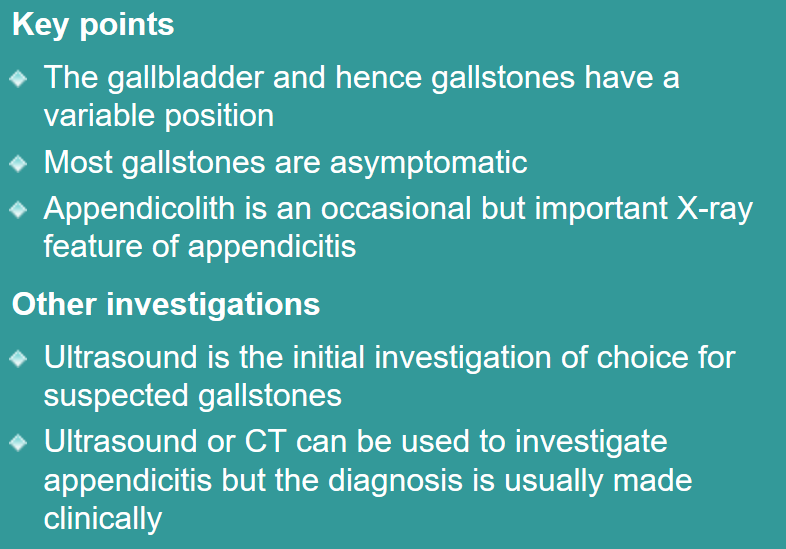 Key points
The gallbladder and hence gallstones have a
variable position
Most gallstones are asymptomatic
Appendicolith is an occasional but important X-ray
feature of appendicitis
Other investigations
Ultrasound is the initial investigation of choice for
suspected gallstones
Ultrasound or CT can be used to investigate
appendicitis but the diagnosis is usually made
clinically